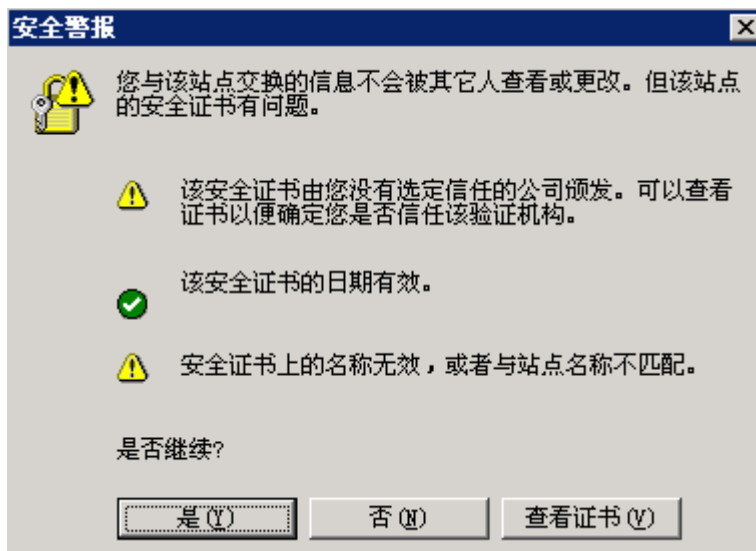 安全警报
您与该站点交换的信息不会被其它人查看或更改。但该站点
的安全证书有问题。
该安全证书由您没有选定信任的公司颁发。可以查看
证书以便确定您是否信任该验证机构。
该安全证书的日期有效。
安全证书上的名称无效，或者与站点名称不匹配。
是否继续?
是(Y)
否(N)
查看证书(V)